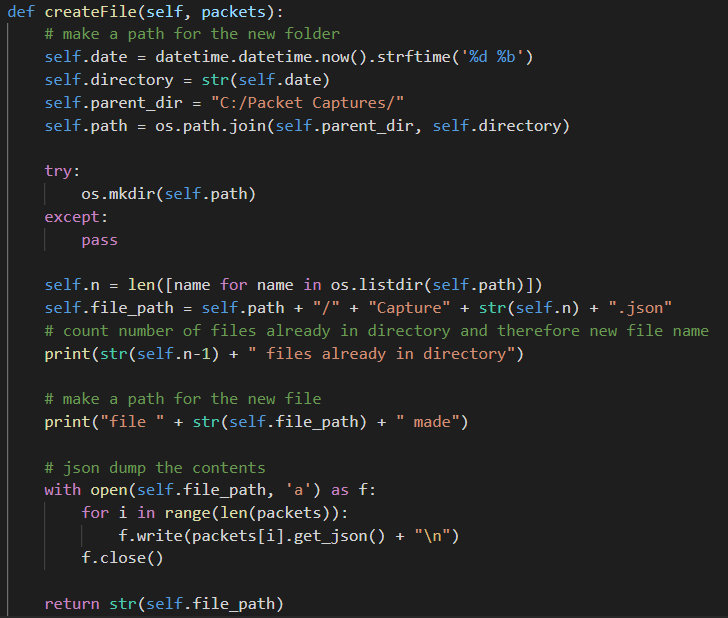 def createFile(self, packets):
    # make a path for the new folder
    self.date = datetime.datetime.now().strftime('%d %b')
    self.directory = str(self.date)
    self.parent_dir = "C:/Packet Captures/"
    self.path = os.path.join(self.parent_dir, self.directory)

    try:
        os.mkdir(self.path)
    except:
        pass

    self.n = len([name for name in os.listdir(self.path)])
    self.file_path = self.path + "/" + "Capture" + str(self.n) + ".json"
    # count number of files already in directory and therefore new file name
    print(str(self.n-1) + " files already in directory")

    # make a path for the new file
    print("file " + str(self.file_path) + " made")

    # json dump the contents
    with open(self.file_path, 'a') as f:
        for i in range(len(packets)):
            f.write(packets[i].get_json() + "\n")
        f.close()

    return str(self.file_path)